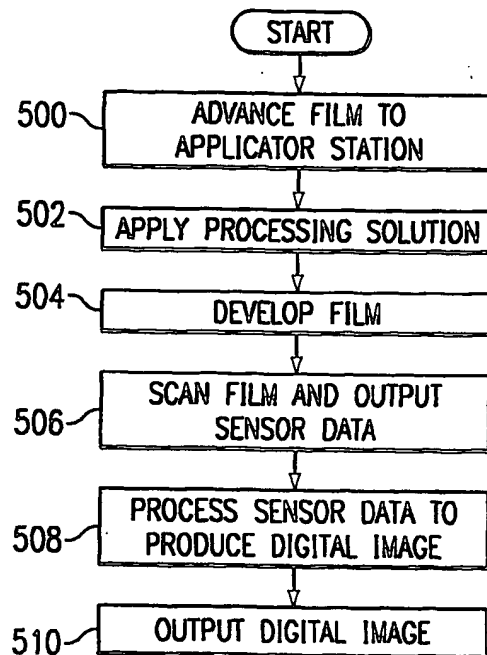 START
500
ADVANCE FILM TO
APPLICATOR STATION
502
APPLY PROCESSING SOLUTION
504
DEVELOP FILM
506
SCAN FILM AND OUTPUT
SENSOR DATA
508
PROCESS SENSOR DATA TO
PRODUCE DIGITAL IMAGE
510
OUTPUT DIGITAL IMAGE